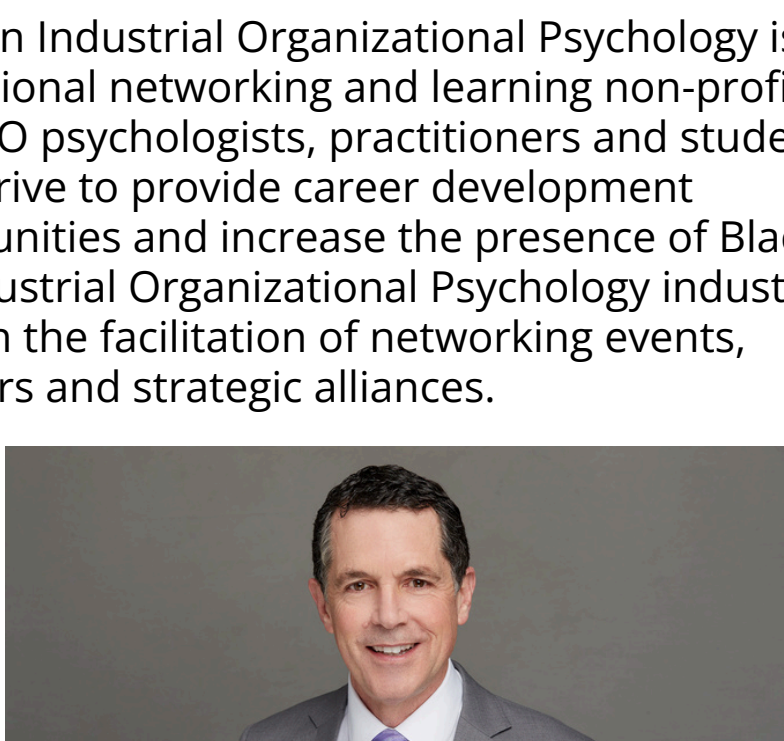 n Industrial Organizational Psychology is
ional networking and learning non-profi
O psychologists, practitioners and stude
rive to provide career development
unities and increase the presence of Bla
ustrial Organizational Psychology indust
n the facilitation of networking events,
rs and strategic alliances.